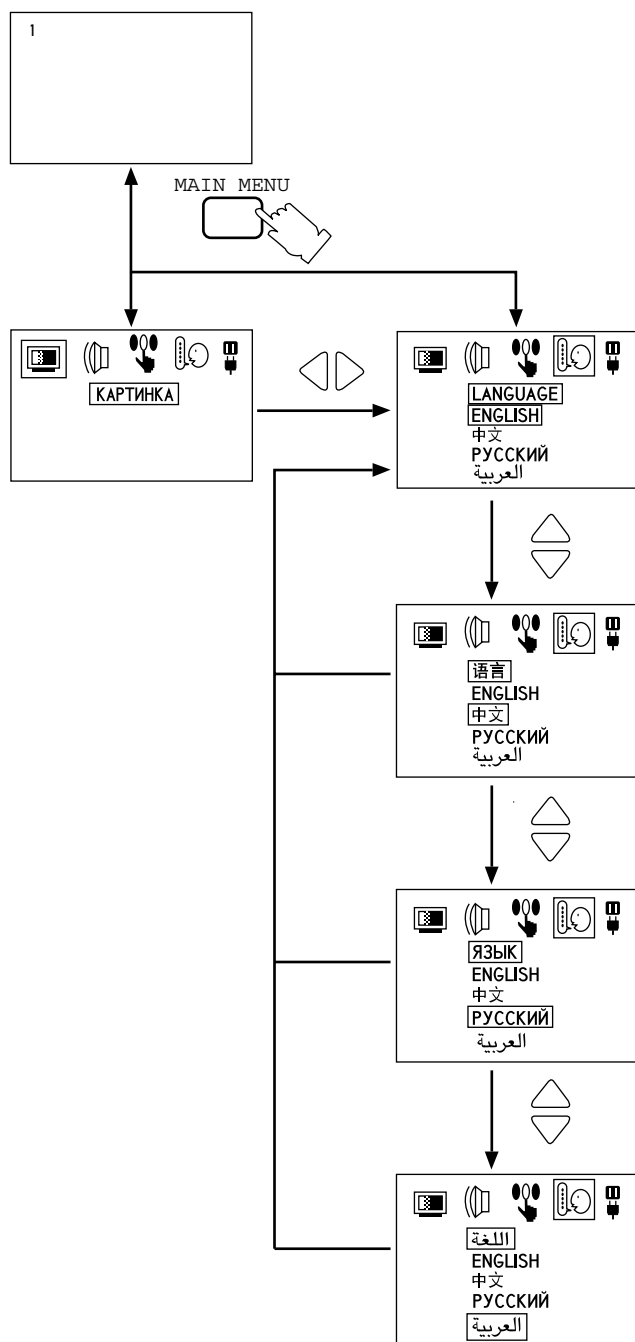 1
MAIN MENU
КАРТИНКА
LANGUAGE
ENGLISH
中文
РУССКИЙ
العربية
语言
ENGLISH
中文
РУССКИЙ
العربية
ЯЗЫК
ENGLISH
中文
РУССКИЙ
العربية
اللغة
ENGLISH
中文
РУССКИЙ
العربية